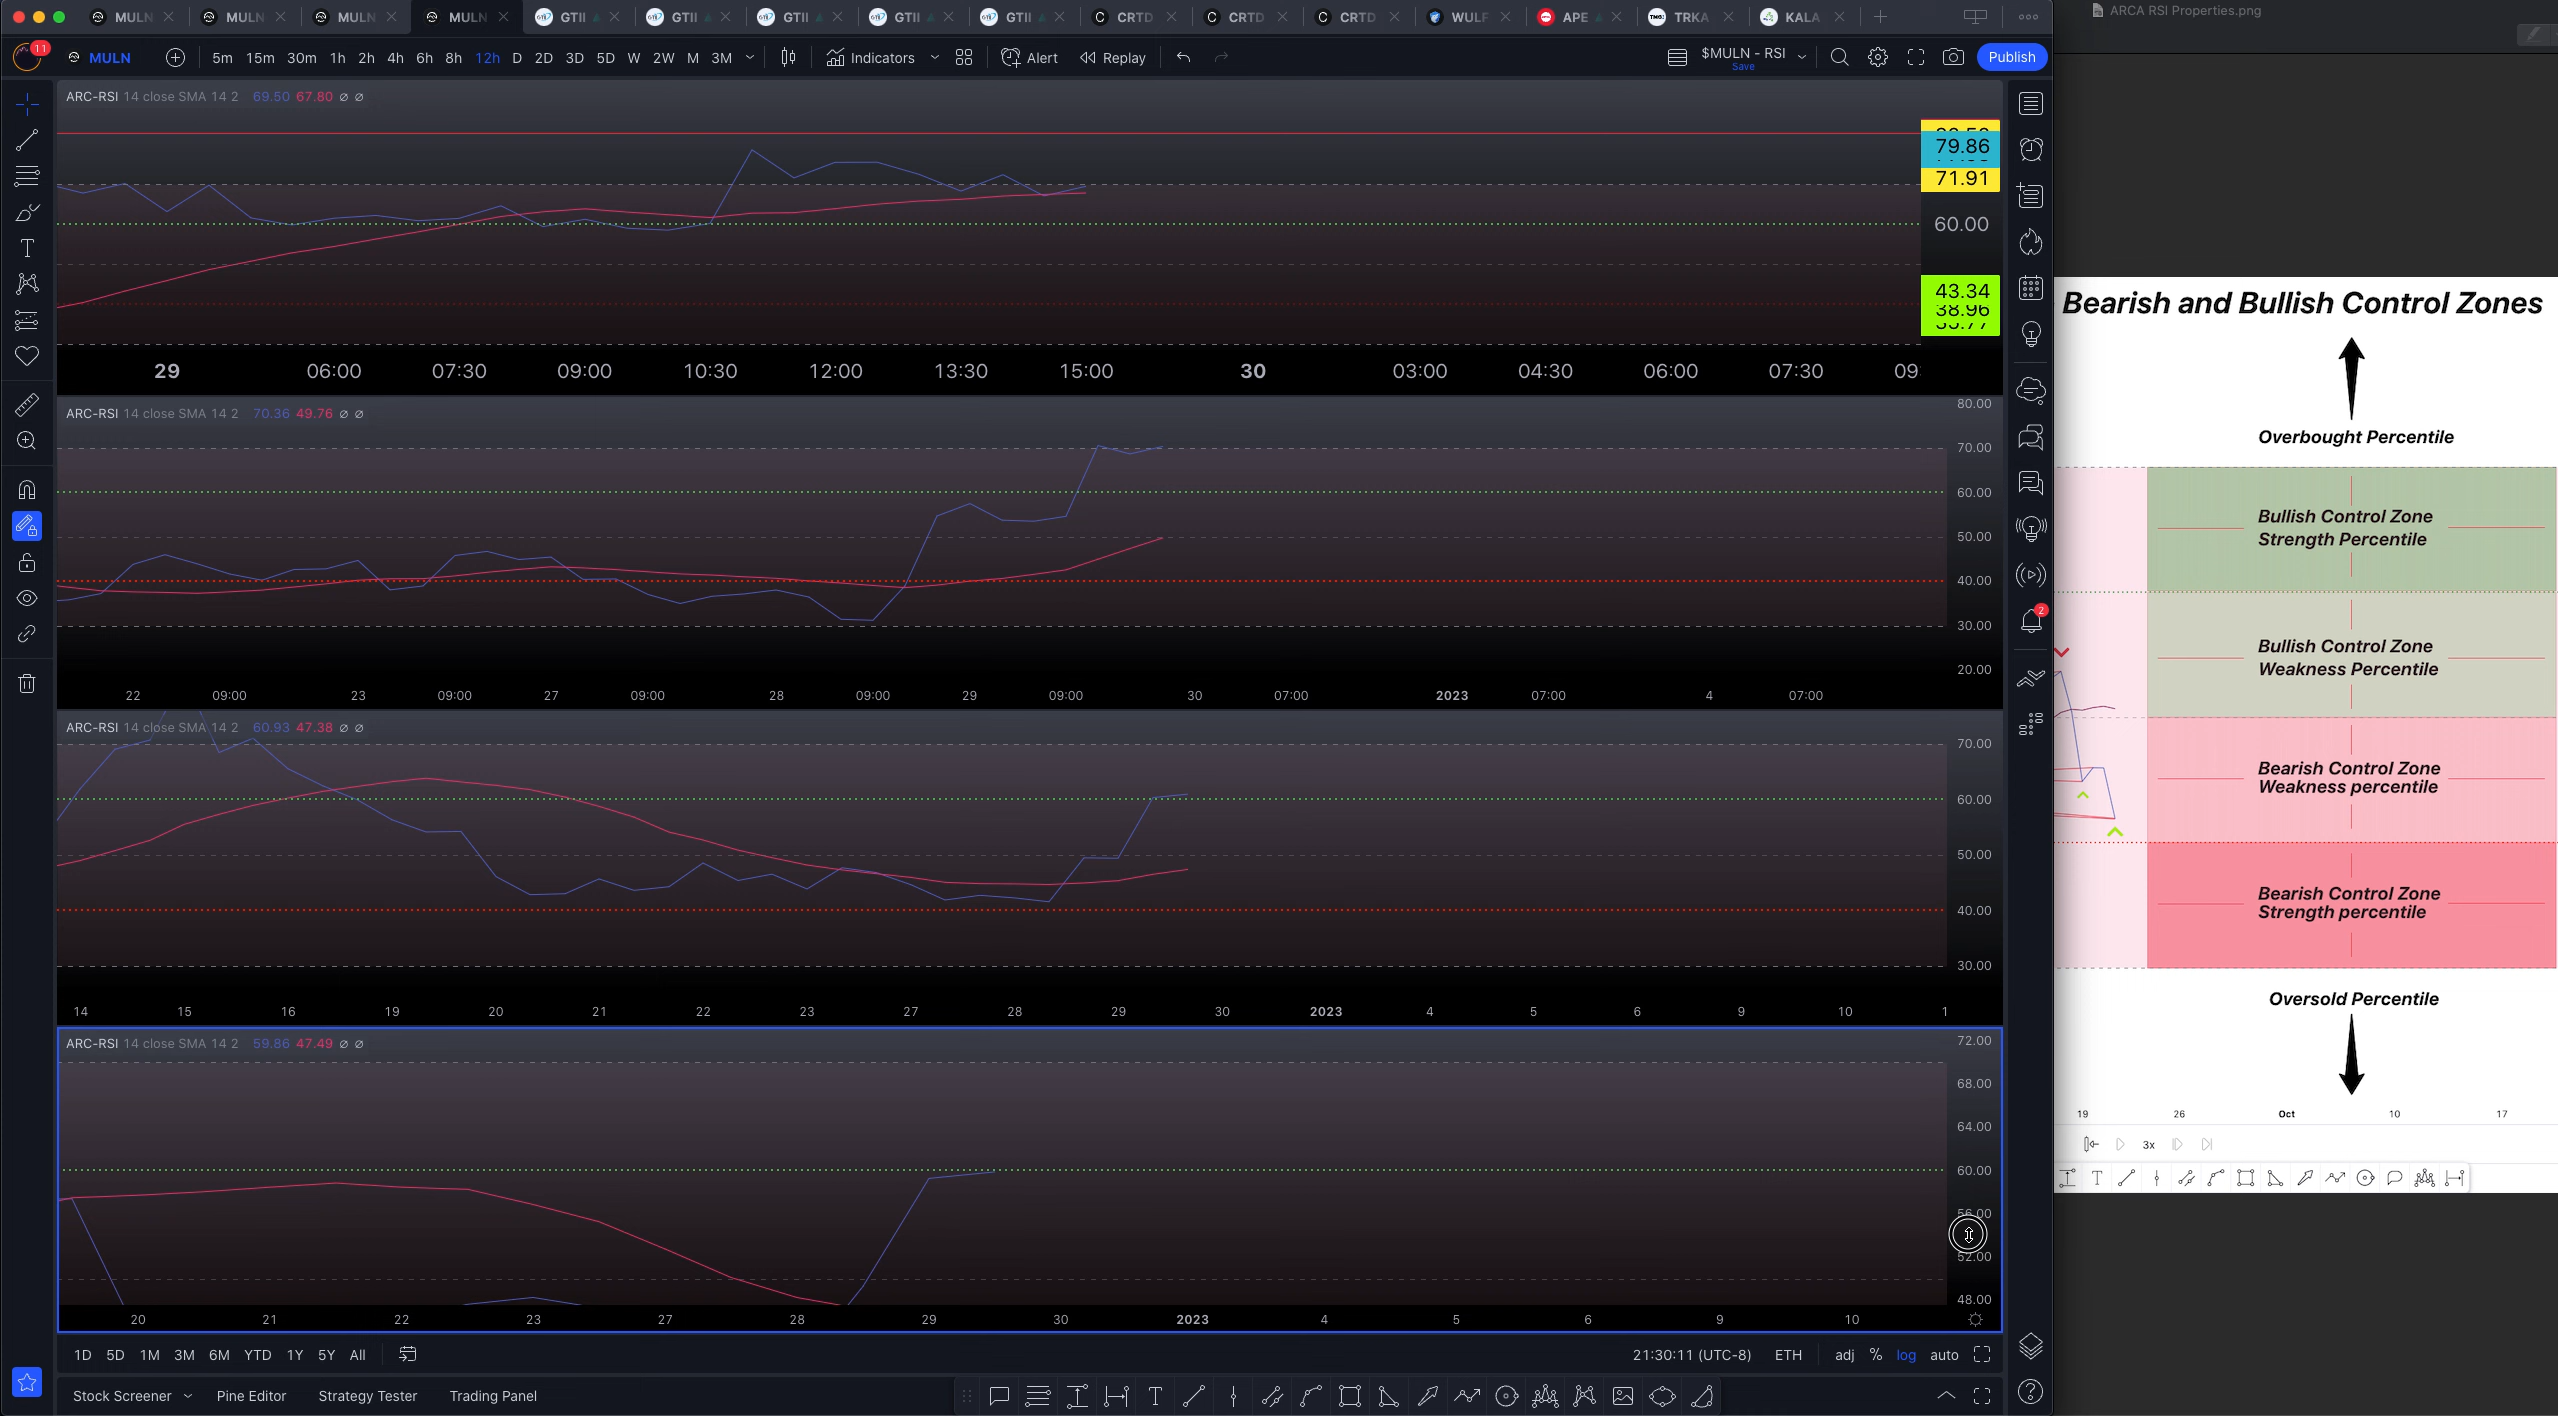 MULN MULN MULN MULN GTII GTII GTII GTII GTII CRTD CRTD CRTD WULF APE TRKA KALA
ARCA RSI Properties.png
11 MULN 5m 15m 30m 1h 2h 4h 6h 8h 12h D 2D 3D 5D W 2W M 3M Indicators Alert Replay $MULN - RSI Save Publish
ARC-RSI 14 close SMA 14 2 69.50 67.80 ∅ ∅
79.86
71.91
60.00
43.34
38.96
29 06:00 07:30 09:00 10:30 12:00 13:30 15:00 30 03:00 04:30 06:00 07:30 09:
ARC-RSI 14 close SMA 14 2 70.36 49.76 ∅ ∅
80.00
70.00
60.00
50.00
40.00
30.00
20.00
22 09:00 23 09:00 27 09:00 28 09:00 29 09:00 30 07:00 2023 07:00 4 07:00
ARC-RSI 14 close SMA 14 2 60.93 47.38 ∅ ∅
70.00
60.00
50.00
40.00
30.00
14 15 16 19 20 21 22 23 27 28 29 30 2023 4 5 6 9 10 1
ARC-RSI 14 close SMA 14 2 59.86 47.49 ∅ ∅
72.00
68.00
64.00
60.00
56.00
52.00
48.00
20 21 22 23 27 28 29 30 2023 4 5 6 9 10
1D 5D 1M 3M 6M YTD 1Y 5Y All 21:30:11 (UTC-8) ETH adj % log auto
Stock Screener Pine Editor Strategy Tester Trading Panel
2
Bearish and Bullish Control Zones
Overbought Percentile
Bullish Control Zone
Strength Percentile
Bullish Control Zone
Weakness Percentile
Bearish Control Zone
Weakness percentile
Bearish Control Zone
Strength percentile
Oversold Percentile
19 26 Oct 10 17
3x